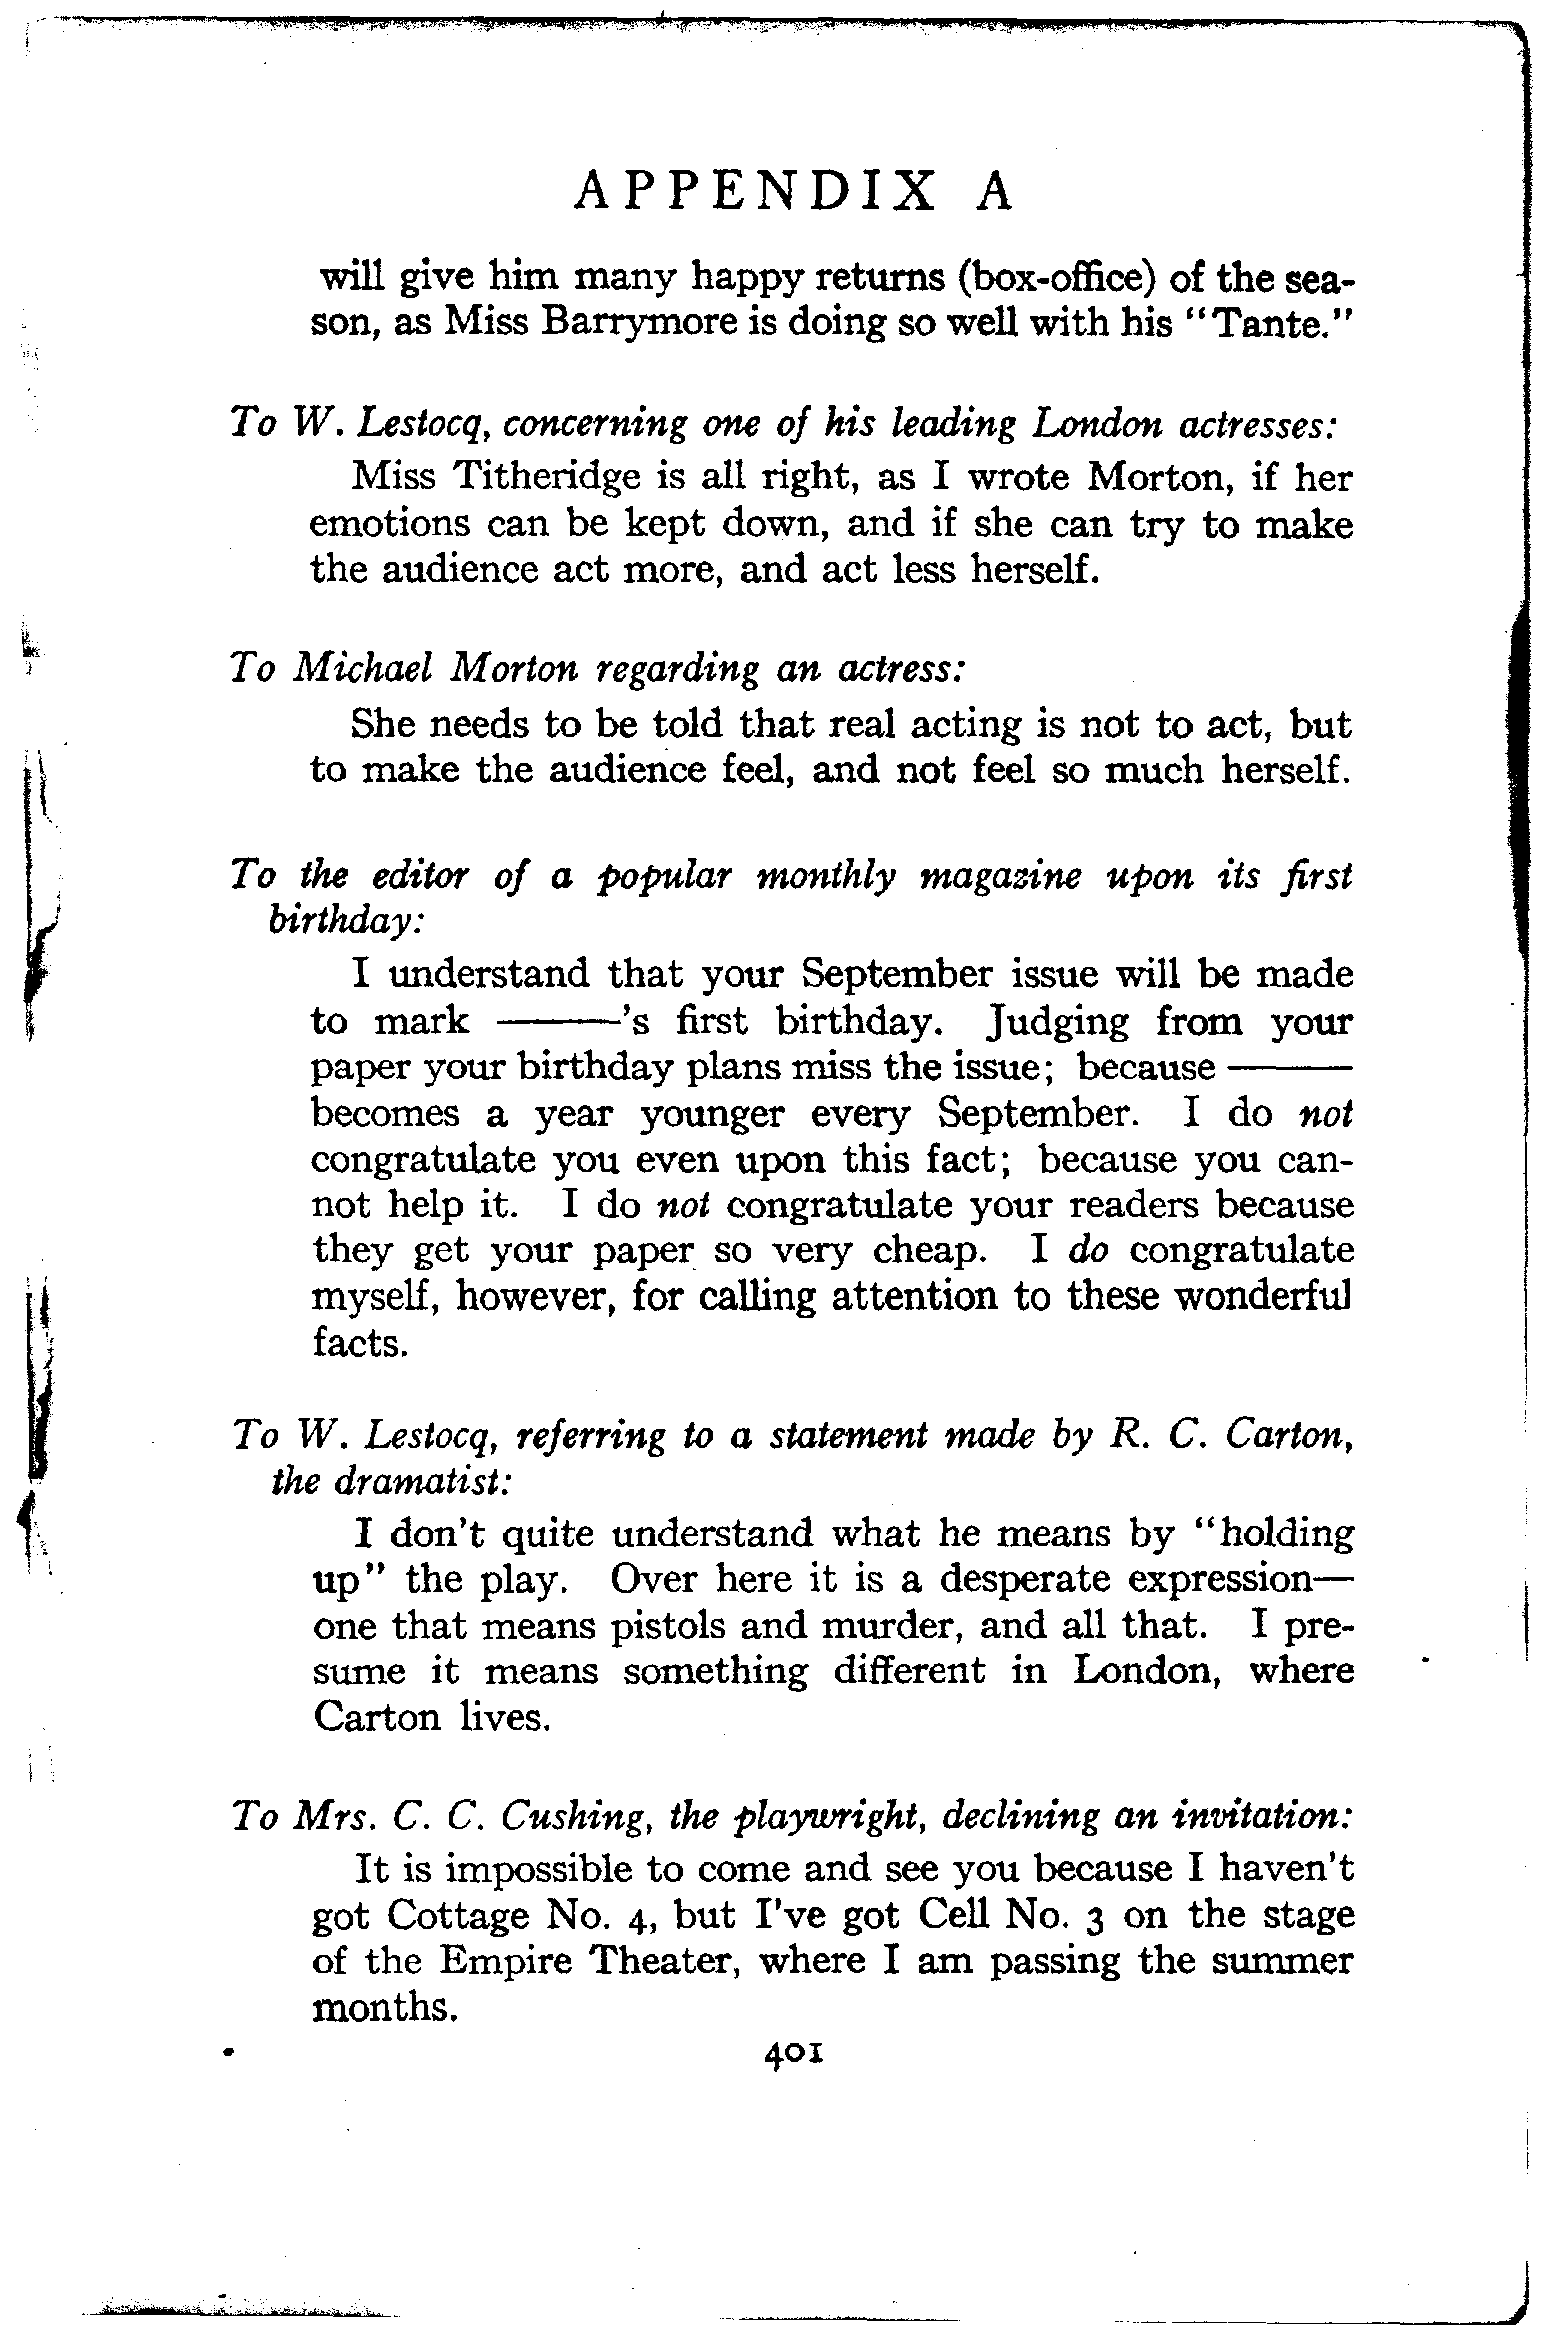 APPENDIX A
will give him many happy returns (box-office) of the sea-
son, as Miss Barrymore is doing so well with his "Tante."
To W. Lestocq, concerning one of his leading London actresses:
Miss Titheridge is all right, as I wrote Morton, if her
emotions can be kept down, and if she can try to make
the audience act more, and act less herself.
To Michael Morton regarding an actress:
She needs to be told that real acting is not to act, but
to make the audience feel, and not feel so much herself.
To the editor of a popular monthly magazine upon its first
birthday:
I understand that your September issue will be made
to mark ———'s first birthday. Judging from your
paper your birthday plans miss the issue; because ———
becomes a year younger every September. I do not
congratulate you even upon this fact; because you can-
not help it. I do not congratulate your readers because
they get your paper so very cheap. I do congratulate
myself, however, for calling attention to these wonderful
facts.
To W. Lestocq, referring to a statement made by R. C. Carton,
the dramatist:
I don't quite understand what he means by "holding
up" the play. Over here it is a desperate expression—
one that means pistols and murder, and all that. I pre-
sume it means something different in London, where
Carton lives.
To Mrs. C. C. Cushing, the playwright, declining an invitation:
It is impossible to come and see you because I haven't
got Cottage No. 4, but I've got Cell No. 3 on the stage
of the Empire Theater, where I am passing the summer
months.
401